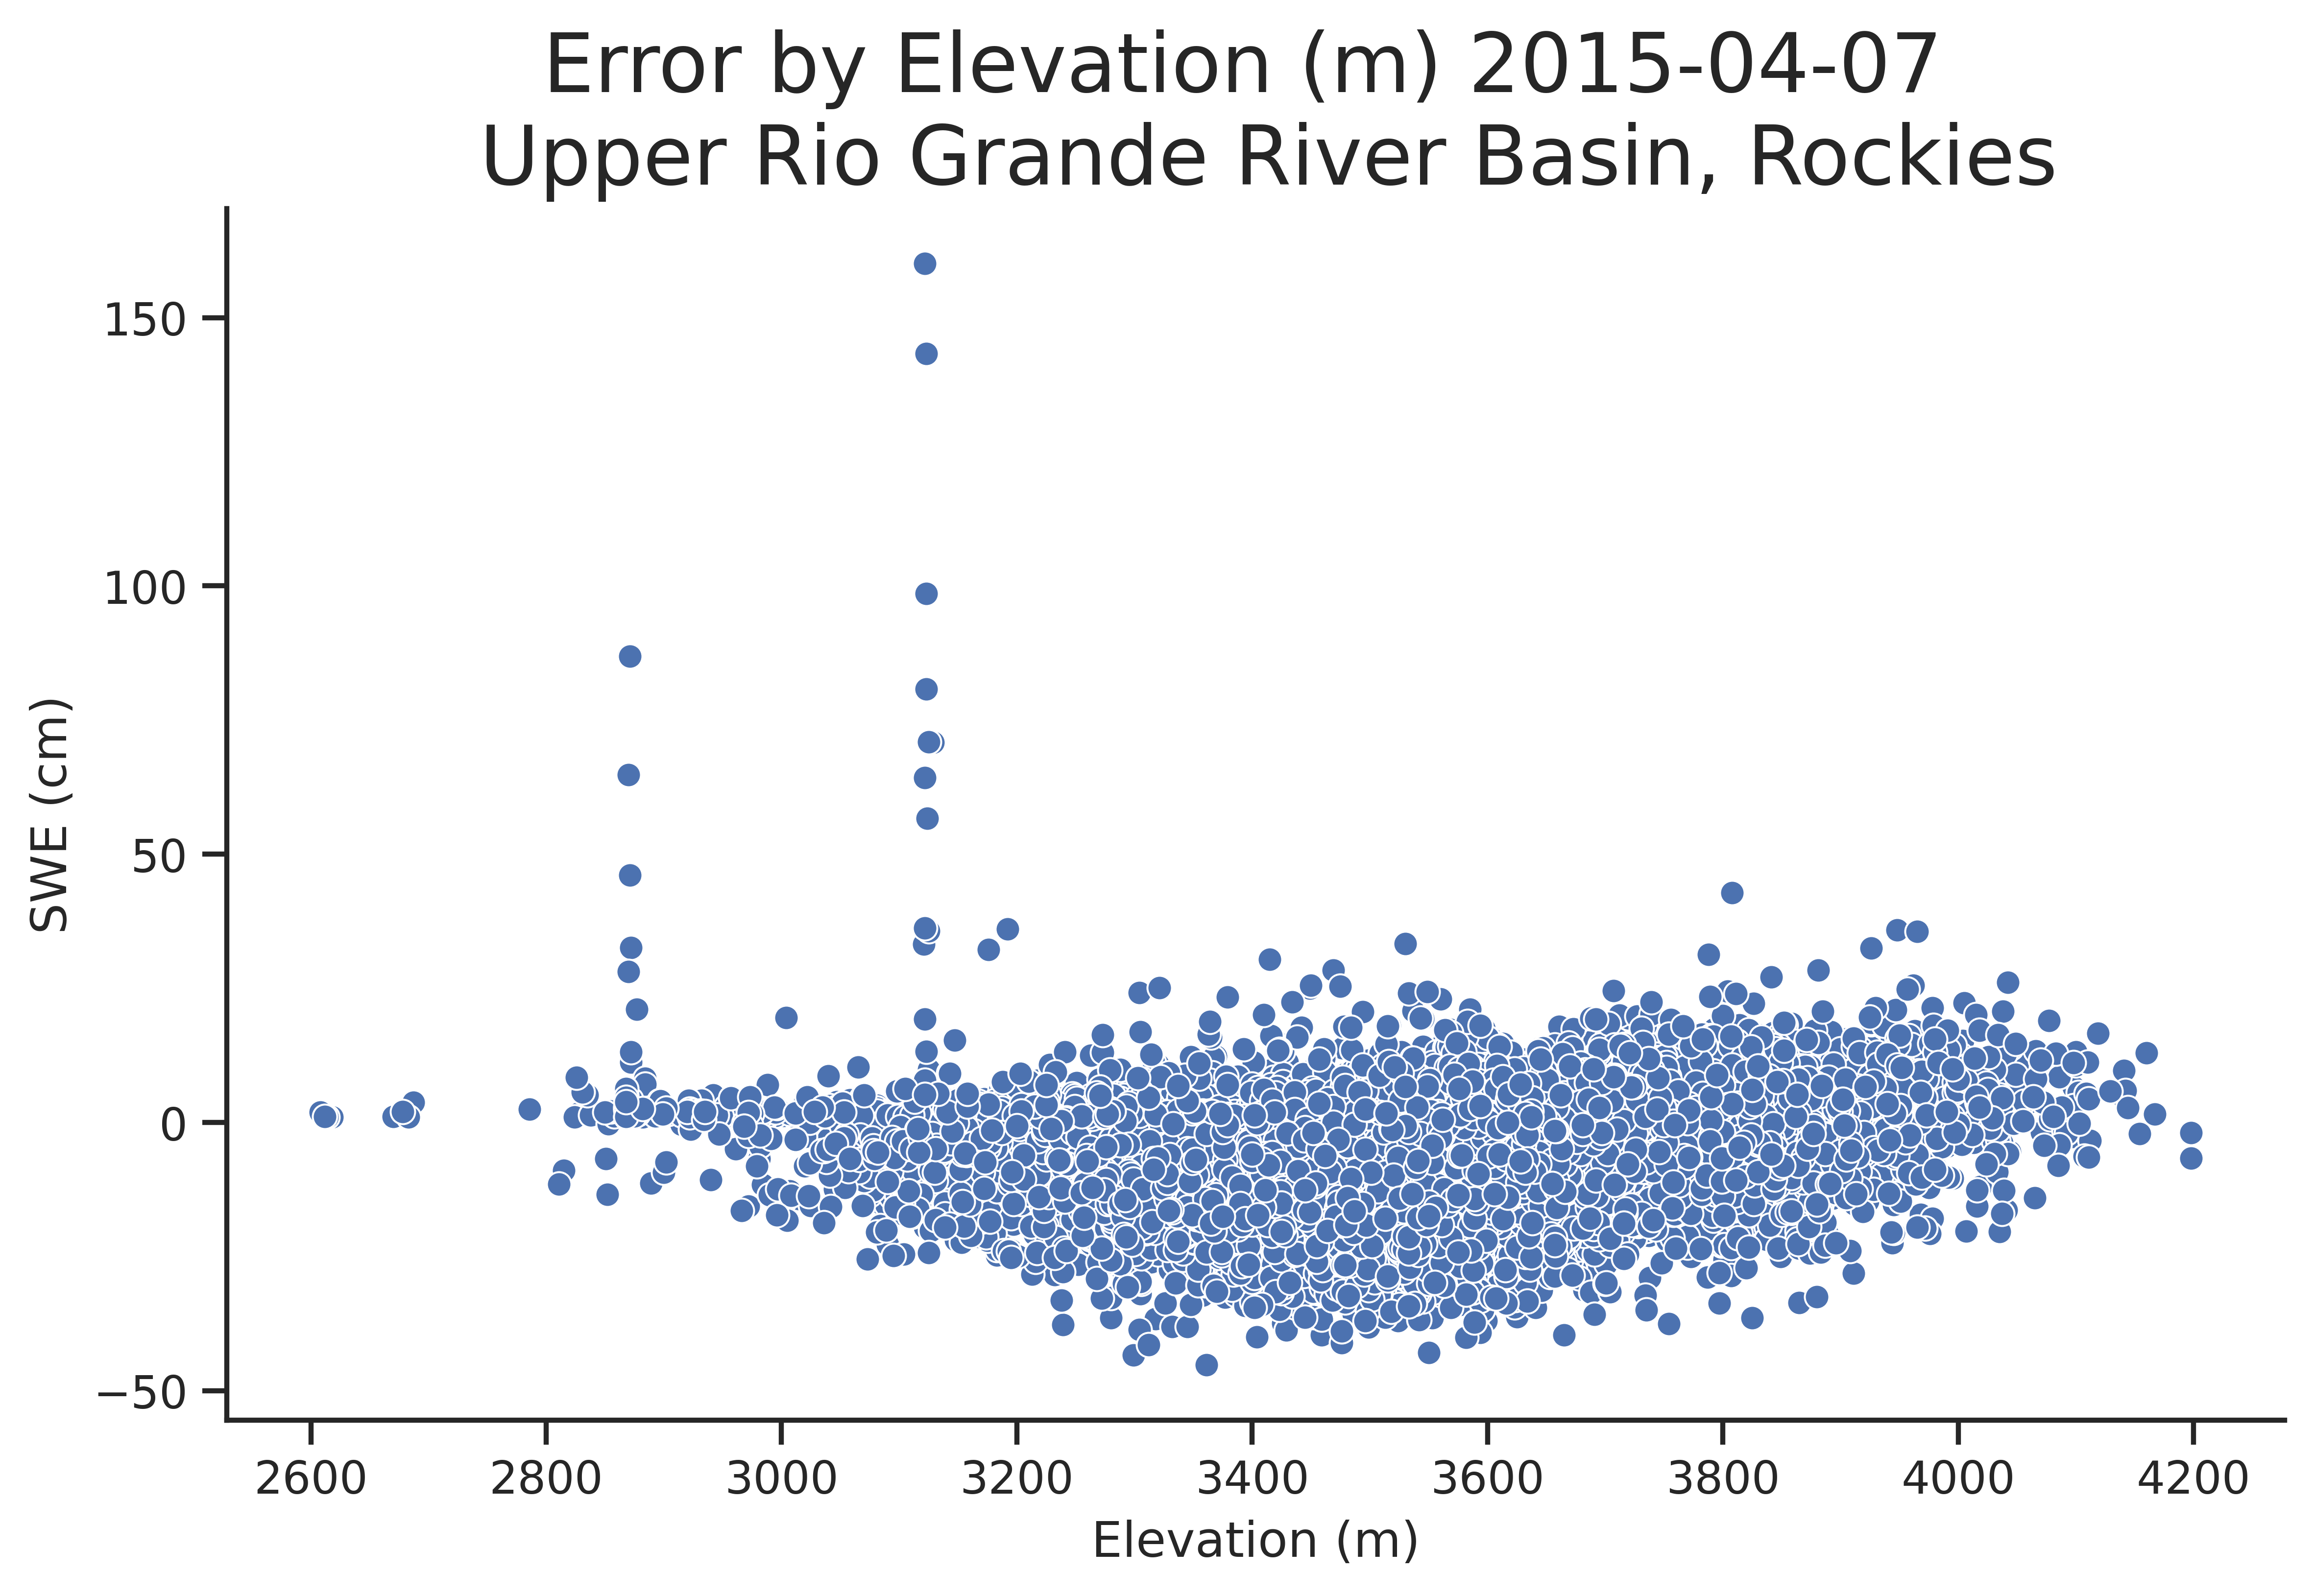 Error by Elevation (m) 2015-04-07
Upper Rio Grande River Basin, Rockies
150
100
50
0
−50
SWE (cm)
2600 2800 3000 3200 3400 3600 3800 4000 4200
Elevation (m)